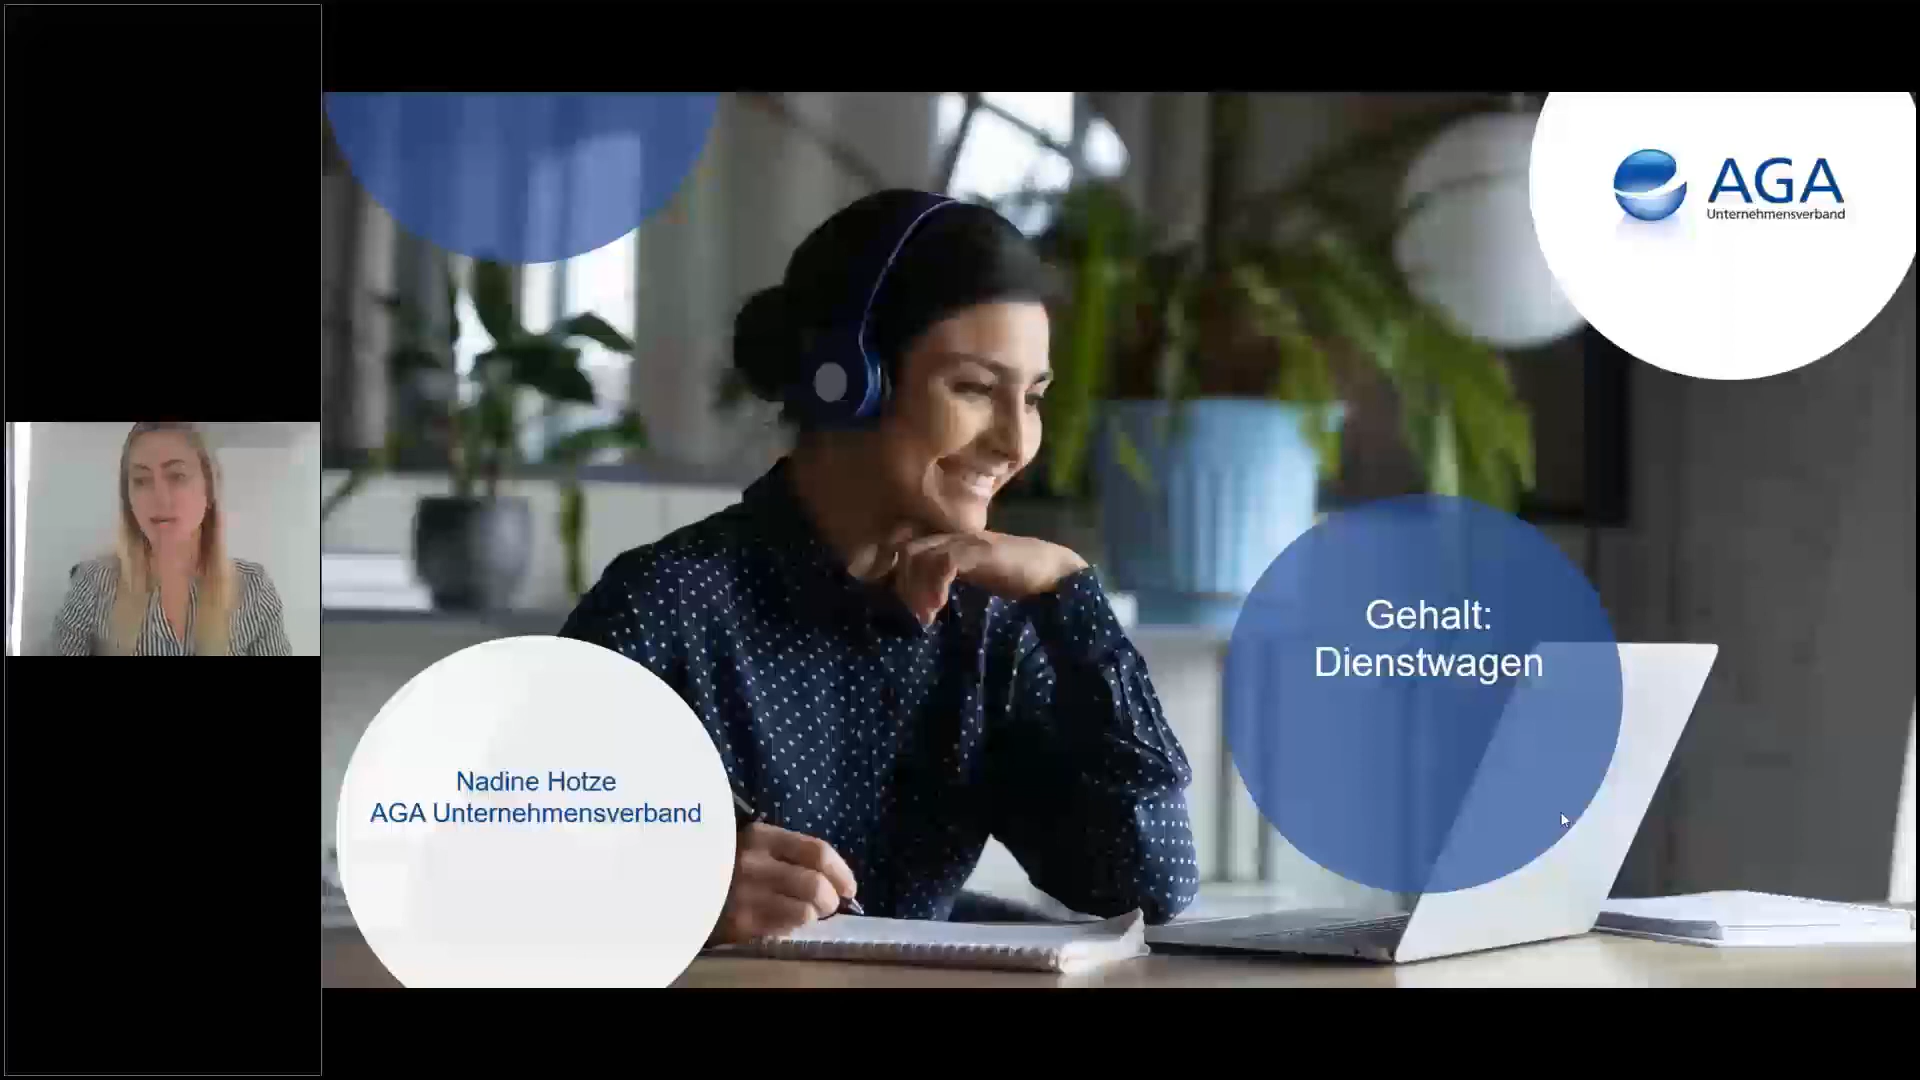 AGA
Unternehmensverband
Gehalt:
Dienstwagen
Nadine Hotze
AGA Unternehmensverband